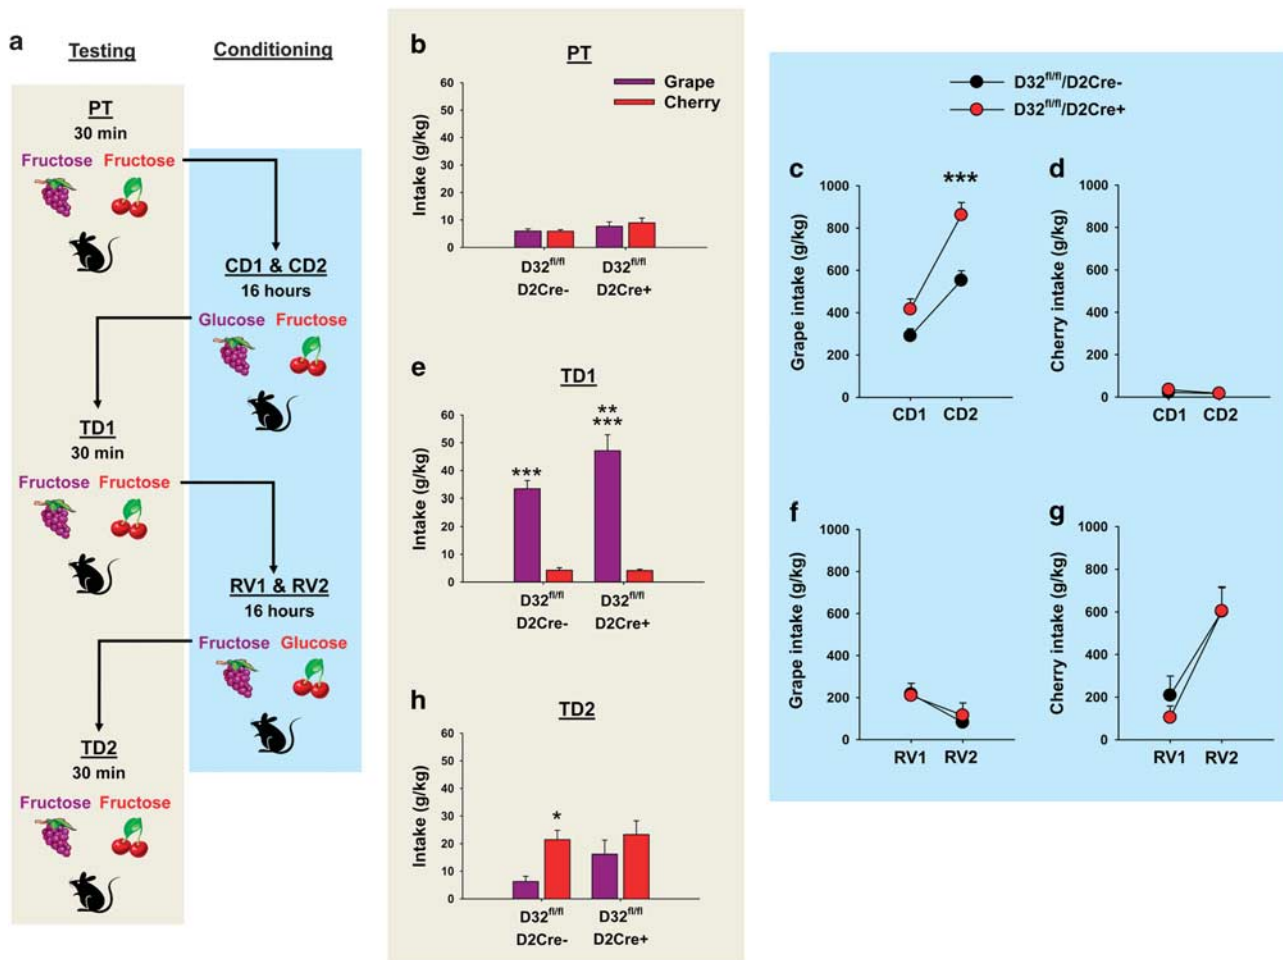 a
Testing
Conditioning
PT
30 min
Fructose Fructose
CD1 & CD2
16 hours
Glucose Fructose
TD1
30 min
Fructose Fructose
RV1 & RV2
16 hours
Fructose Glucose
TD2
30 min
Fructose Fructose
b
PT
Grape
Cherry
Intake (g/kg)
60
50
40
30
20
10
0
D32fl/fl D32fl/fl
D2Cre- D2Cre+
e
TD1
Intake (g/kg)
60
50
40
30
20
10
0
***
**
***
D32fl/fl D32fl/fl
D2Cre- D2Cre+
h
TD2
Intake (g/kg)
60
50
40
30
20
10
0
*
D32fl/fl D32fl/fl
D2Cre- D2Cre+
D32fl/fl/D2Cre-
D32fl/fl/D2Cre+
c
Grape intake (g/kg)
1000
800
600
400
200
0
***
CD1 CD2
d
Cherry intake (g/kg)
1000
800
600
400
200
0
CD1 CD2
f
Grape intake (g/kg)
1000
800
600
400
200
0
RV1 RV2
g
Cherry intake (g/kg)
1000
800
600
400
200
0
RV1 RV2